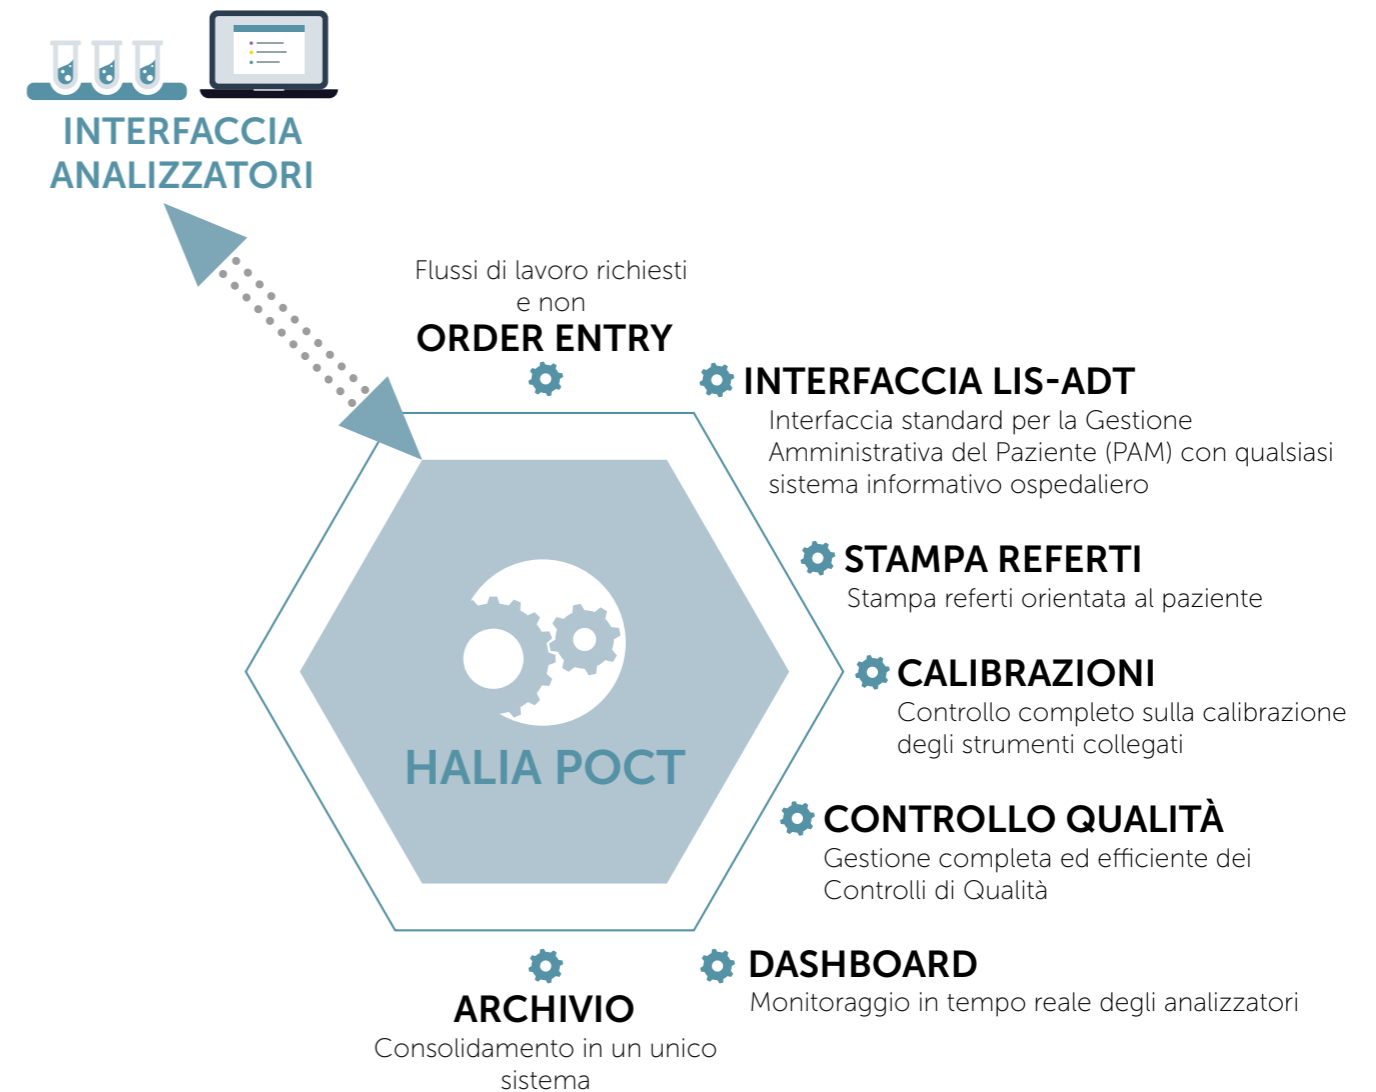 INTERFACCIA
ANALIZZATORI
Flussi di lavoro richiesti
e non
ORDER ENTRY
INTERFACCIA LIS-ADT
Interfaccia standard per la Gestione
Amministrativa del Paziente (PAM) con qualsiasi
sistema informativo ospedaliero
STAMPA REFERTI
Stampa referti orientata al paziente
CALIBRAZIONI
Controllo completo sulla calibrazione
degli strumenti collegati
HALIA POCT
CONTROLLO QUALITÀ
Gestione completa ed efficiente dei
Controlli di Qualità
DASHBOARD
Monitoraggio in tempo reale degli analizzatori
ARCHIVIO
Consolidamento in un unico
sistema